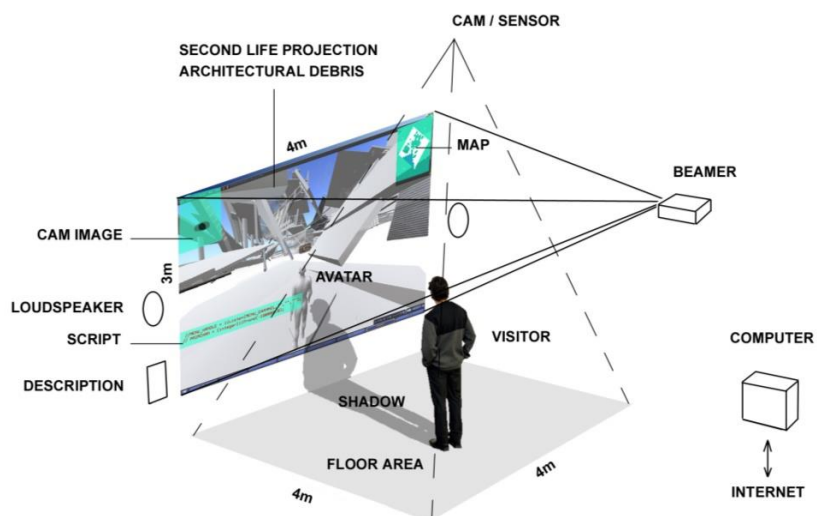 CAM / SENSOR
SECOND LIFE PROJECTION
ARCHITECTURAL DEBRIS
4m
MAP
BEAMER
CAM IMAGE
3m
AVATAR
LOUDSPEAKER
SCRIPT
VISITOR
COMPUTER
DESCRIPTION
SHADOW
FLOOR AREA
4m
4m
INTERNET